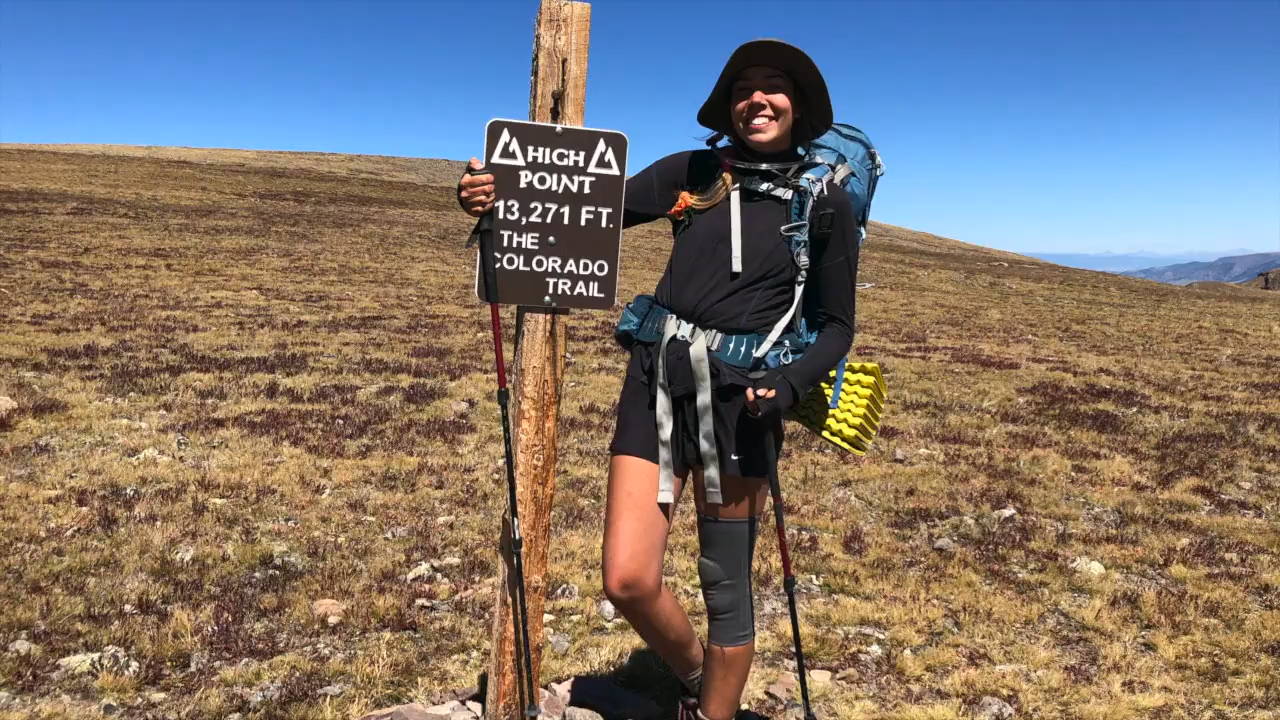 HIGH
POINT
13,271 FT.
THE
COLORADO
TRAIL